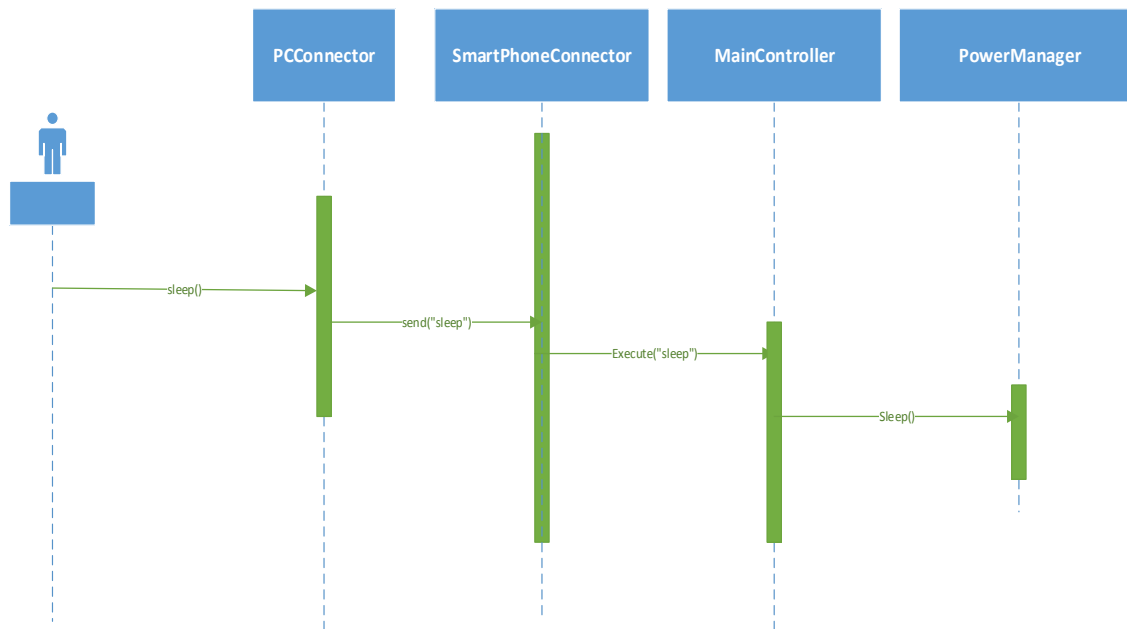 PCConnector
SmartPhoneConnector
MainController
PowerManager
sleep()
send("sleep")
Execute("sleep")
Sleep()